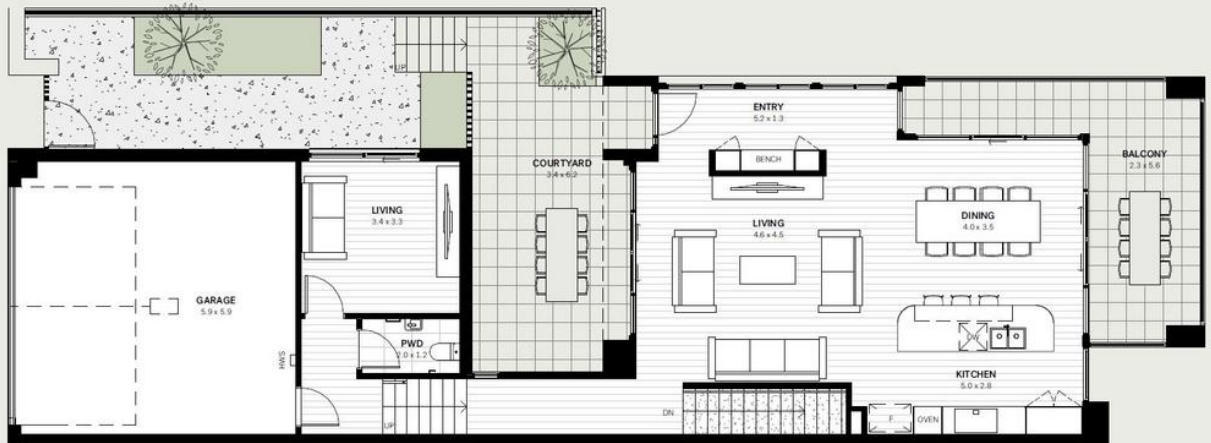 UP
ENTRY
5.2 x 1.3
BENCH
COURTYARD
3.4 x 6.2
BALCONY
2.3 x 5.6
LIVING
3.4 x 3.3
LIVING
4.6 x 4.5
DINING
4.0 x 3.5
GARAGE
5.9 x 5.9
PWD
2.0 x 1.2
HWS
DW
KITCHEN
5.0 x 2.8
UP
DN
F
OVEN